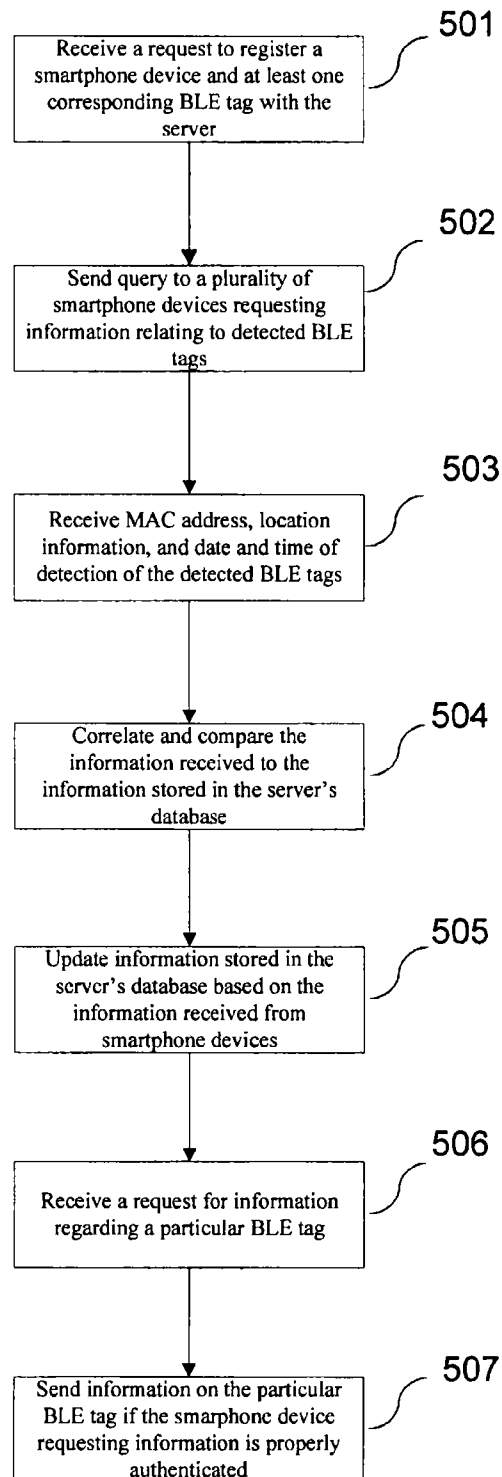 501
Receive a request to register a
smartphone device and at least one
corresponding BLE tag with the
server
502
Send query to a plurality of
smartphone devices requesting
information relating to detected BLE
tags
503
Receive MAC address, location
information, and date and time of
detection of the detected BLE tags
504
Correlate and compare the
information received to the
information stored in the server's
database
505
Update information stored in the
server's database based on the
information received from
smartphone devices
506
Receive a request for information
regarding a particular BLE tag
507
Send information on the particular
BLE tag if the smarphone device
requesting information is properly
authenticated